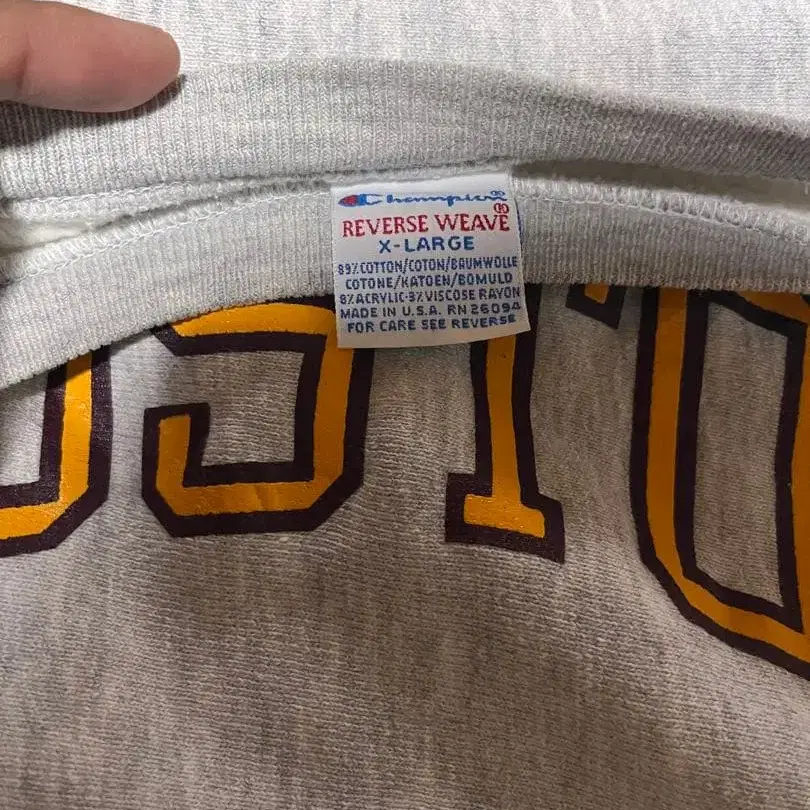 Champion®
REVERSE WEAVE®
X-LARGE
89% COTTON/COTON/BAUMWOLLE
COTONE/KATOEN/BOMULD
8% ACRYLIC-3% VISCOSE RAYON
MADE IN U.S.A. RN 26094
FOR CARE SEE REVERSE